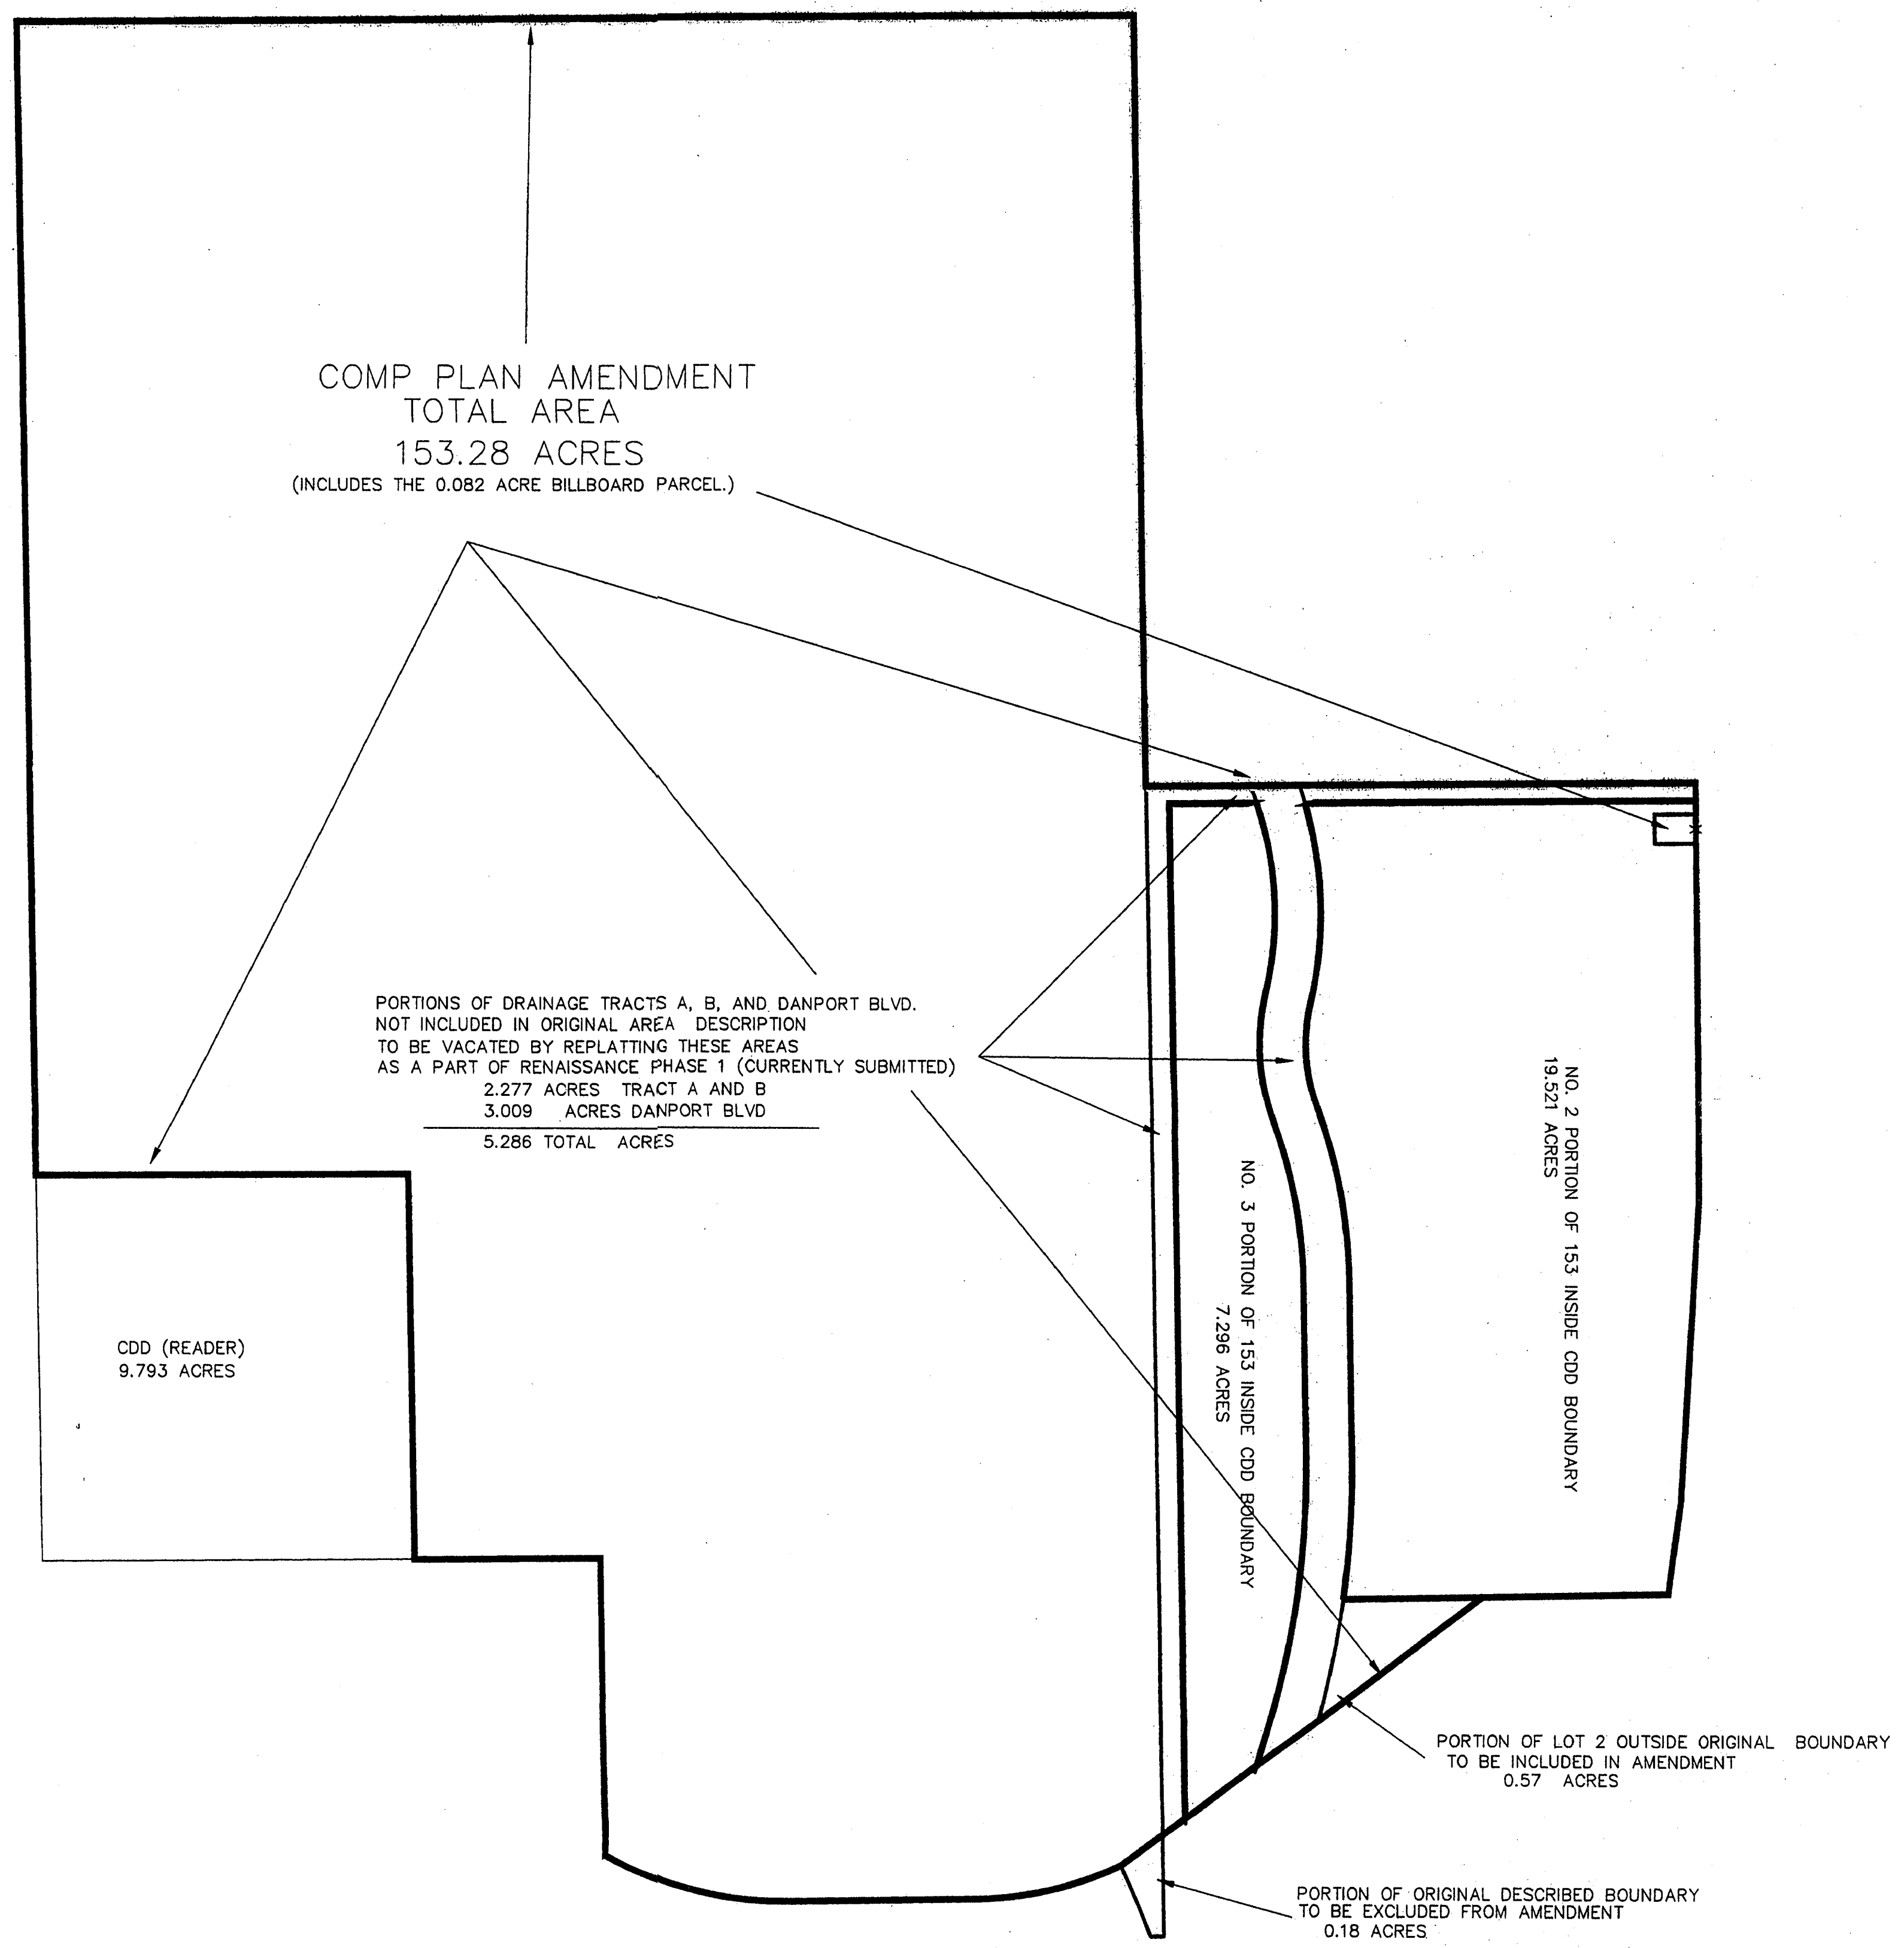 COMP PLAN AMENDMENT
TOTAL AREA
153.28 ACRES
(INCLUDES THE 0.082 ACRE BILLBOARD PARCEL.)
PORTIONS OF DRAINAGE TRACTS A, B, AND DANPORT BLVD.
NOT INCLUDED IN ORIGINAL AREA DESCRIPTION
TO BE VACATED BY REPLATTING THESE AREAS
AS A PART OF RENAISSANCE PHASE 1 (CURRENTLY SUBMITTED)
2.277 ACRES TRACT A AND B
3.009 ACRES DANPORT BLVD
5.286 TOTAL ACRES
NO. 2 PORTION OF 153 INSIDE CDD BOUNDARY
19.521 ACRES
NO. 3 PORTION OF 153 INSIDE CDD BOUNDARY
7.296 ACRES
CDD (READER)
9.793 ACRES
PORTION OF LOT 2 OUTSIDE ORIGINAL BOUNDARY
TO BE INCLUDED IN AMENDMENT
0.57 ACRES
PORTION OF ORIGINAL DESCRIBED BOUNDARY
TO BE EXCLUDED FROM AMENDMENT
0.18 ACRES